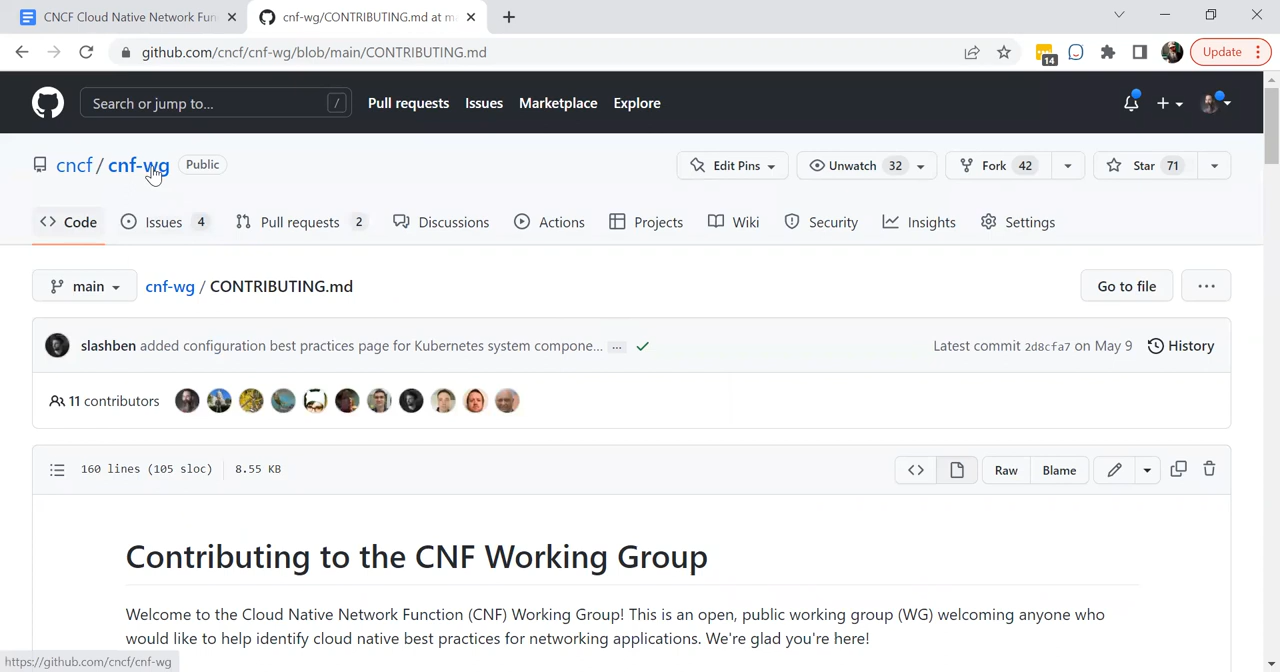 CNCF Cloud Native Network Fun
cnf-wg/CONTRIBUTING.md at m
github.com/cncf/cnf-wg/blob/main/CONTRIBUTING.md
14
Update
Search or jump to...
/
Pull requests
Issues
Marketplace
Explore
cncf / cnf-wg
Public
Edit Pins
Unwatch 32
Fork 42
Star 71
Code
Issues 4
Pull requests 2
Discussions
Actions
Projects
Wiki
Security
Insights
Settings
main
cnf-wg / CONTRIBUTING.md
Go to file
slashben added configuration best practices page for Kubernetes system compone...
Latest commit 2d8cfa7 on May 9
History
11 contributors
160 lines (105 sloc)
8.55 KB
Raw
Blame
Contributing to the CNF Working Group
Welcome to the Cloud Native Network Function (CNF) Working Group! This is an open, public working group (WG) welcoming anyone who
would like to help identify cloud native best practices for networking applications. We're glad you're here!
https://github.com/cncf/cnf-wg